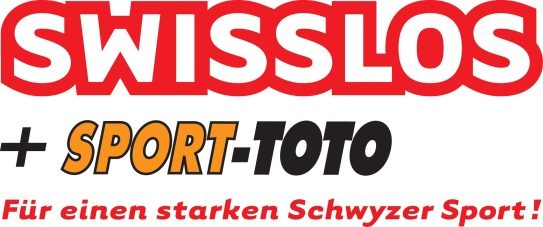 SWISSLOS
+ SPORT-TOTO
Für einen starken Schwyzer Sport!